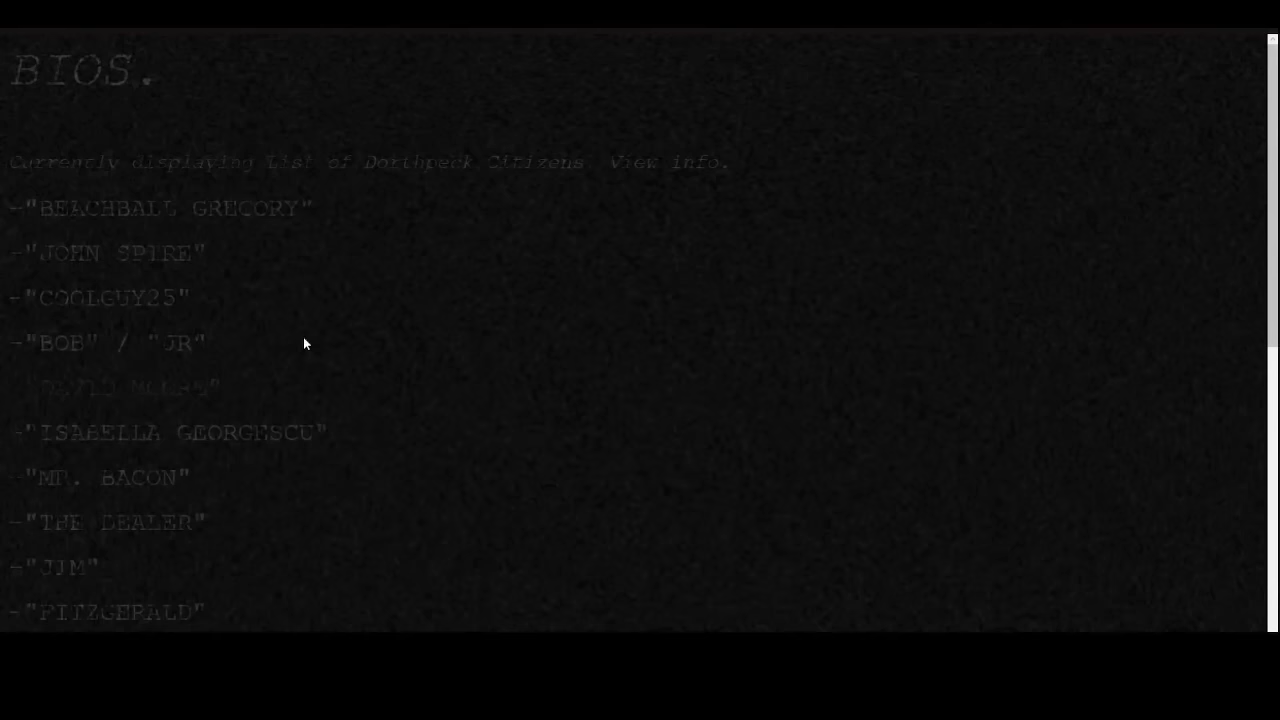 BIOS.
Currently displaying List of Dorthpeck Citizens. View info.
-"BEACHBALL GREGORY"
-"JOHN SPIRE"
-"COOLGUY25"
-"BOB" / "JR"
-"ISABELLA GEORGESCU"
-"MR. BACON"
-"THE DEALER"
-"JIM"
-"FITZGERALD"